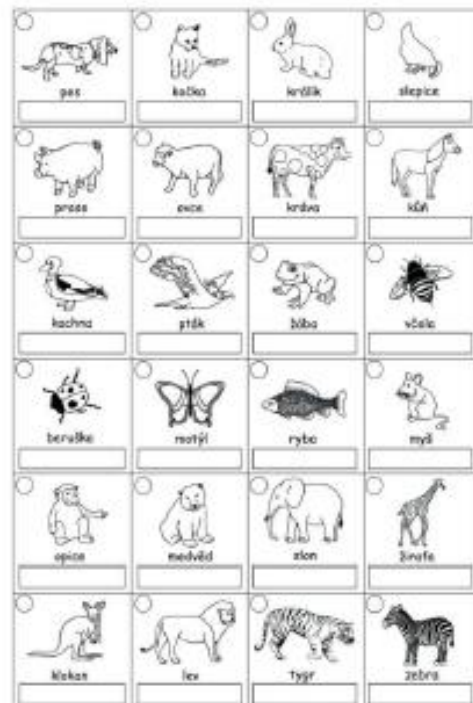 pes kočka králík slepice
prase ovce kráva kůň
kachna pták žába včela
beruška motýl ryba myš
opice medvěd slon žirafa
klokan lev tygr zebra